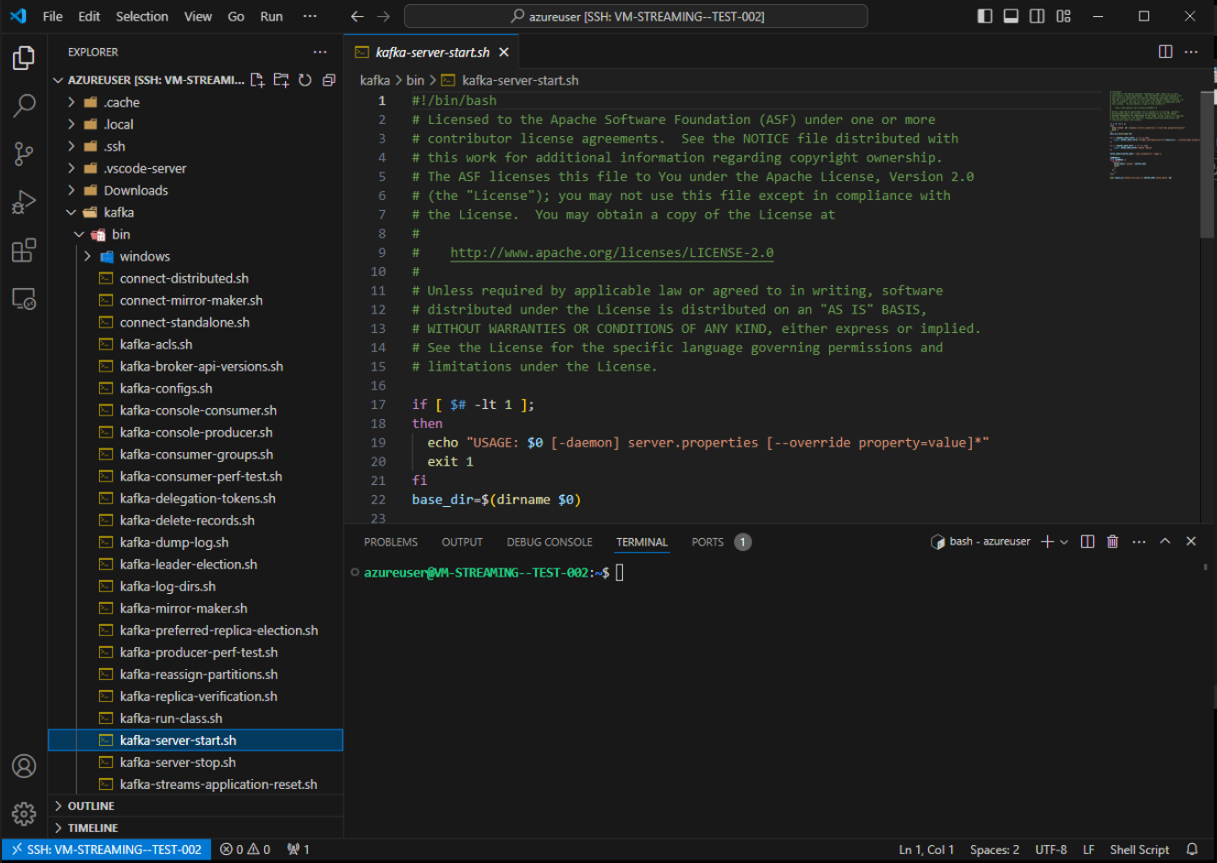 File Edit Selection View Go Run ··· azureuser [SSH: VM-STREAMING--TEST-002]
EXPLORER
AZUREUSER [SSH: VM-STREAMI...
.cache
.local
.ssh
.vscode-server
Downloads
kafka
bin
windows
connect-distributed.sh
connect-mirror-maker.sh
connect-standalone.sh
kafka-acls.sh
kafka-broker-api-versions.sh
kafka-configs.sh
kafka-console-consumer.sh
kafka-console-producer.sh
kafka-consumer-groups.sh
kafka-consumer-perf-test.sh
kafka-delegation-tokens.sh
kafka-delete-records.sh
kafka-dump-log.sh
kafka-leader-election.sh
kafka-log-dirs.sh
kafka-mirror-maker.sh
kafka-preferred-replica-election.sh
kafka-producer-perf-test.sh
kafka-reassign-partitions.sh
kafka-replica-verification.sh
kafka-run-class.sh
kafka-server-start.sh
kafka-server-stop.sh
kafka-streams-application-reset.sh
OUTLINE
TIMELINE
kafka-server-start.sh
kafka > bin > kafka-server-start.sh
1 #!/bin/bash
2 # Licensed to the Apache Software Foundation (ASF) under one or more
3 # contributor license agreements.  See the NOTICE file distributed with
4 # this work for additional information regarding copyright ownership.
5 # The ASF licenses this file to You under the Apache License, Version 2.0
6 # (the "License"); you may not use this file except in compliance with
7 # the License.  You may obtain a copy of the License at
8 #
9 #    http://www.apache.org/licenses/LICENSE-2.0
10 #
11 # Unless required by applicable law or agreed to in writing, software
12 # distributed under the License is distributed on an "AS IS" BASIS,
13 # WITHOUT WARRANTIES OR CONDITIONS OF ANY KIND, either express or implied.
14 # See the License for the specific language governing permissions and
15 # limitations under the License.
16
17 if [ $# -lt 1 ];
18 then
19   echo "USAGE: $0 [-daemon] server.properties [--override property=value]*"
20   exit 1
21 fi
22 base_dir=$(dirname $0)
23
PROBLEMS OUTPUT DEBUG CONSOLE TERMINAL PORTS 1 bash - azureuser
azureuser@VM-STREAMING--TEST-002:~$
SSH: VM-STREAMING--TEST-002 0 0 1 Ln 1, Col 1 Spaces: 2 UTF-8 LF Shell Script